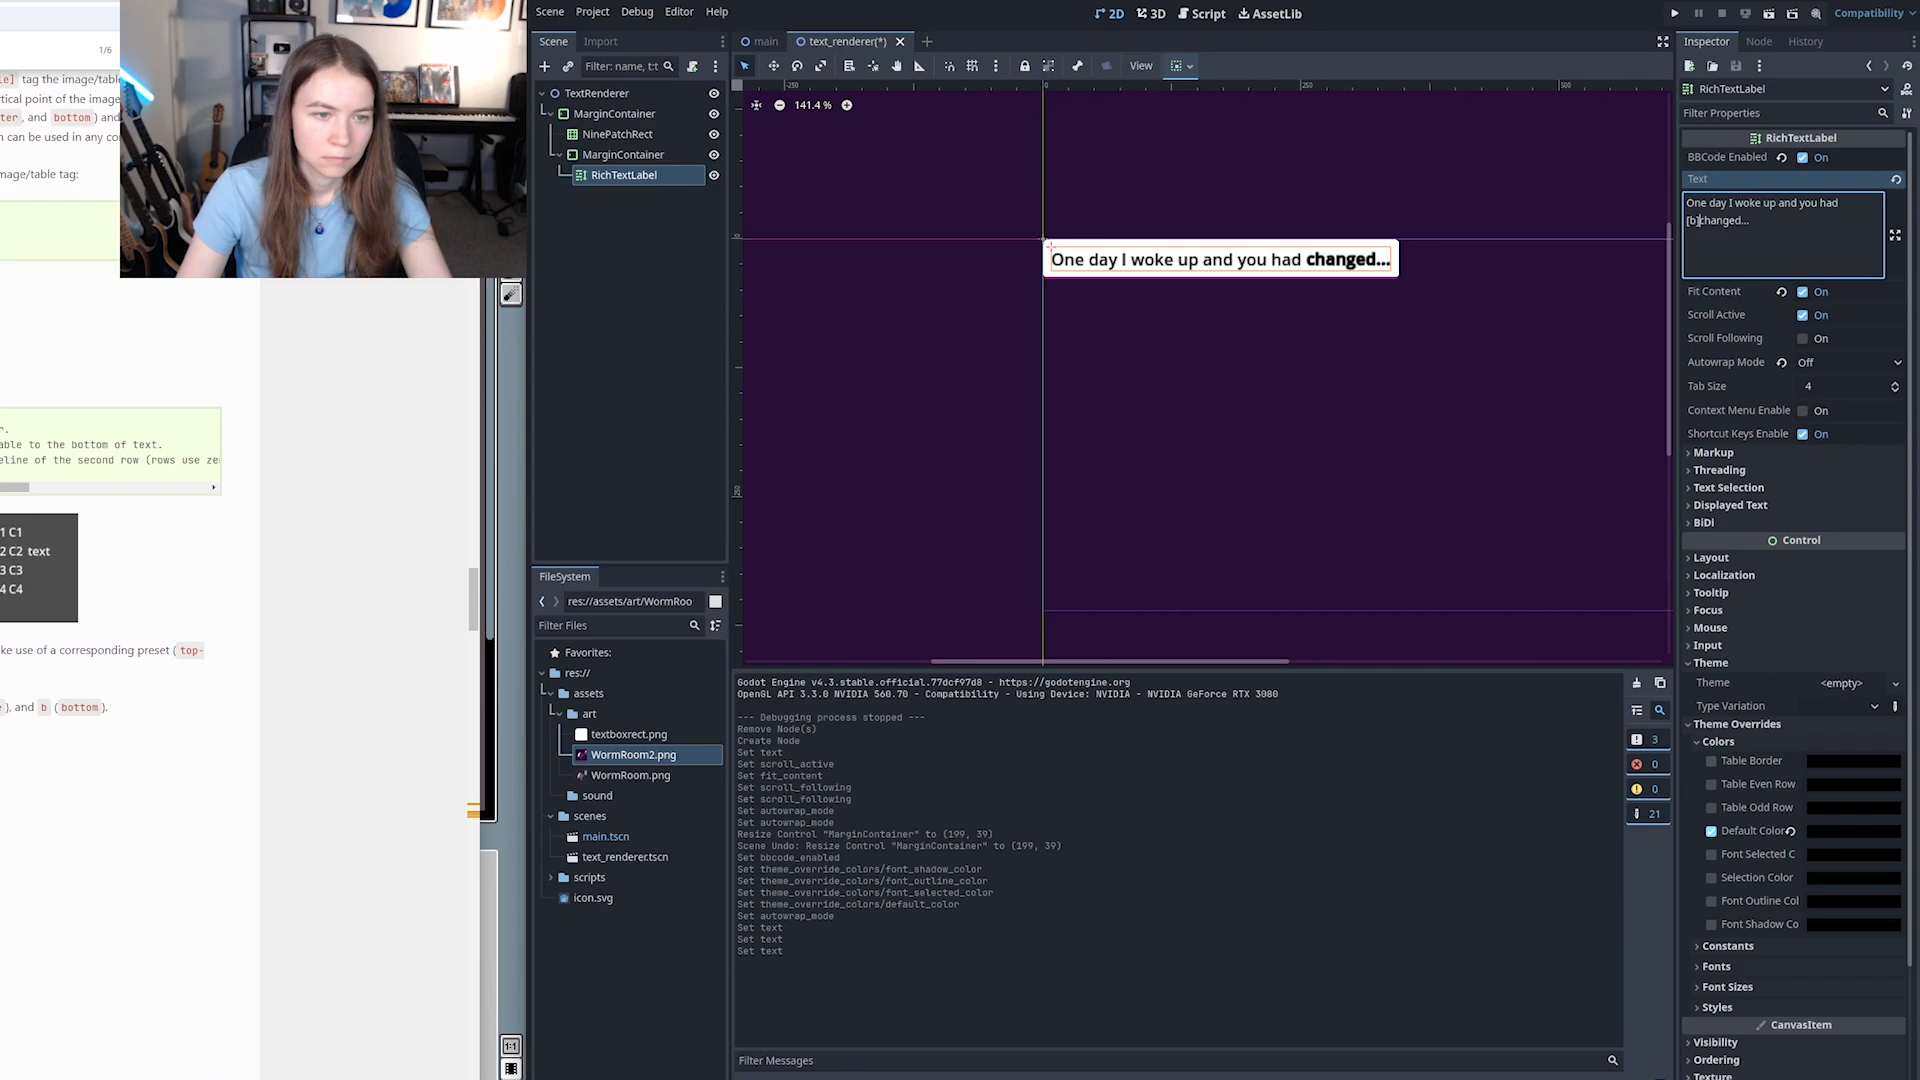 1/6
le] tag the image/table
rtical point of the image
ter, and bottom) and
n can be used in any co
mage/table tag:
r.
able to the bottom of text.
eline of the second row (rows use ze
1 C1
2 C2 text
3 C3
4 C4
ke use of a corresponding preset (top-
), and b (bottom).
1:1
Scene Project Debug Editor Help
2D 3D Script AssetLib
Compatibility
Scene Import
Filter: name, t:t
TextRenderer
MarginContainer
NinePatchRect
MarginContainer
RichTextLabel
FileSystem
res://assets/art/WormRoo
Filter Files
Favorites:
res://
assets
art
textboxrect.png
WormRoom2.png
WormRoom.png
sound
scenes
main.tscn
text_renderer.tscn
scripts
icon.svg
main text_renderer(*)
View
-250 0 250 500
141.4 %
0
250
One day I woke up and you had changed...
Godot Engine v4.3.stable.official.77dcf97d8 - https://godotengine.org
OpenGL API 3.3.0 NVIDIA 560.70 - Compatibility - Using Device: NVIDIA - NVIDIA GeForce RTX 3080
--- Debugging process stopped ---
Remove Node(s)
Create Node
Set text
Set scroll_active
Set fit_content
Set scroll_following
Set scroll_following
Set autowrap_mode
Set autowrap_mode
Resize Control "MarginContainer" to (199, 39)
Scene Undo: Resize Control "MarginContainer" to (199, 39)
Set bbcode_enabled
Set theme_override_colors/font_shadow_color
Set theme_override_colors/font_outline_color
Set theme_override_colors/font_selected_color
Set theme_override_colors/default_color
Set autowrap_mode
Set text
Set text
Set text
3
0
0
21
Filter Messages
Inspector Node History
RichTextLabel
Filter Properties
RichTextLabel
BBCode Enabled On
Text
One day I woke up and you had
[b]changed...
Fit Content On
Scroll Active On
Scroll Following On
Autowrap Mode Off
Tab Size 4
Context Menu Enable On
Shortcut Keys Enable On
Markup
Threading
Text Selection
Displayed Text
BiDi
Control
Layout
Localization
Tooltip
Focus
Mouse
Input
Theme
Theme <empty>
Type Variation
Theme Overrides
Colors
Table Border
Table Even Row
Table Odd Row
Default Color
Font Selected C
Selection Color
Font Outline Col
Font Shadow Co
Constants
Fonts
Font Sizes
Styles
CanvasItem
Visibility
Ordering
Texture